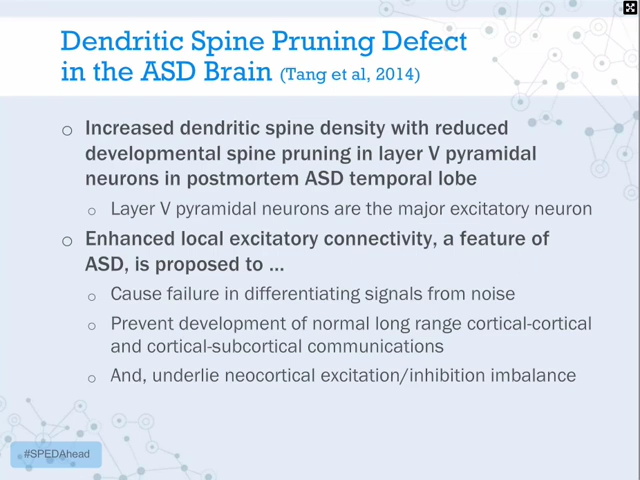 Dendritic Spine Pruning Defect
in the ASD Brain (Tang et al, 2014)
o Increased dendritic spine density with reduced
developmental spine pruning in layer V pyramidal
neurons in postmortem ASD temporal lobe
o Layer V pyramidal neurons are the major excitatory neuron
o Enhanced local excitatory connectivity, a feature of
ASD, is proposed to ...
o Cause failure in differentiating signals from noise
o Prevent development of normal long range cortical-cortical
and cortical-subcortical communications
o And, underlie neocortical excitation/inhibition imbalance
#SPEDAhead